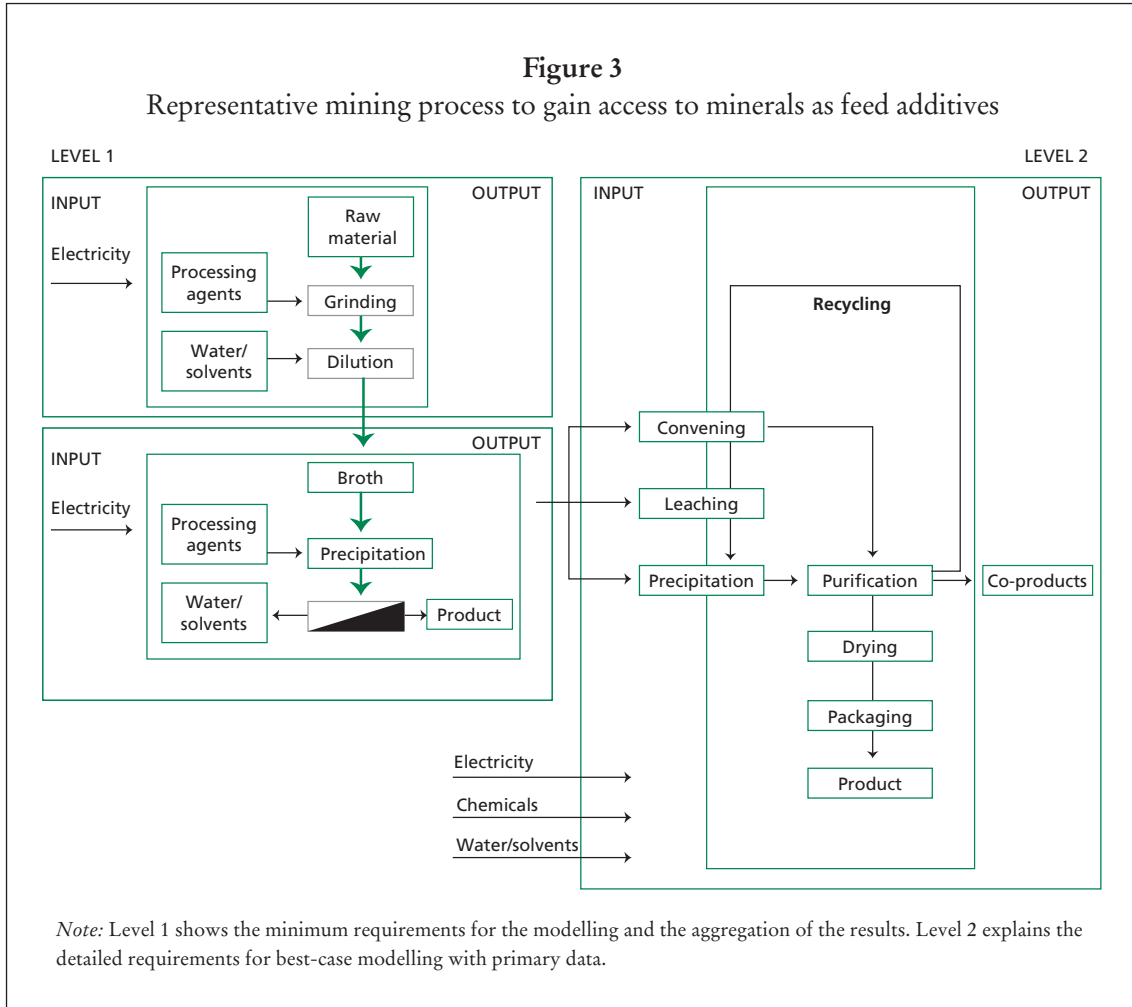 Figure 3
Representative mining process to gain access to minerals as feed additives
LEVEL 1
INPUT
OUTPUT
Electricity
Raw
material
Processing
agents
Grinding
Water/
solvents
Dilution
INPUT
OUTPUT
Electricity
Broth
Processing
agents
Precipitation
Water/
solvents
Product
LEVEL 2
INPUT
OUTPUT
Recycling
Convening
Leaching
Precipitation
Purification
Co-products
Drying
Packaging
Product
Electricity
Chemicals
Water/solvents
Note: Level 1 shows the minimum requirements for the modelling and the aggregation of the results. Level 2 explains the
detailed requirements for best-case modelling with primary data.